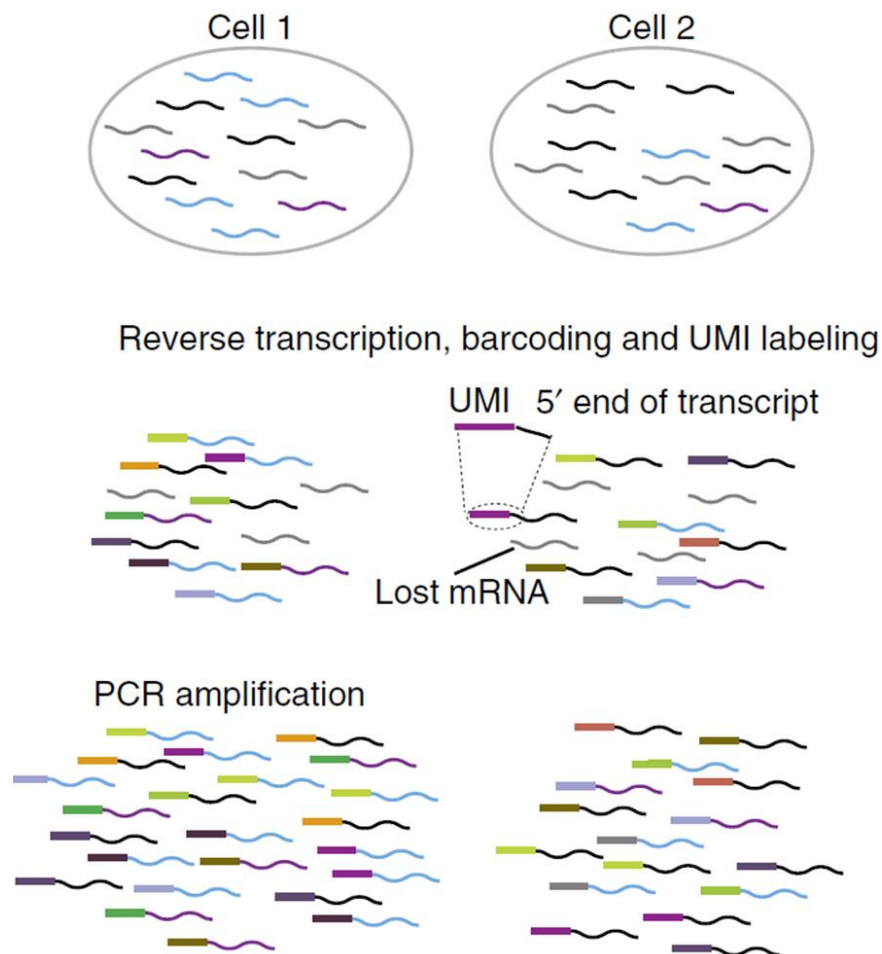 Cell 1
Cell 2
Reverse transcription, barcoding and UMI labeling
UMI
5′ end of transcript
Lost mRNA
PCR amplification